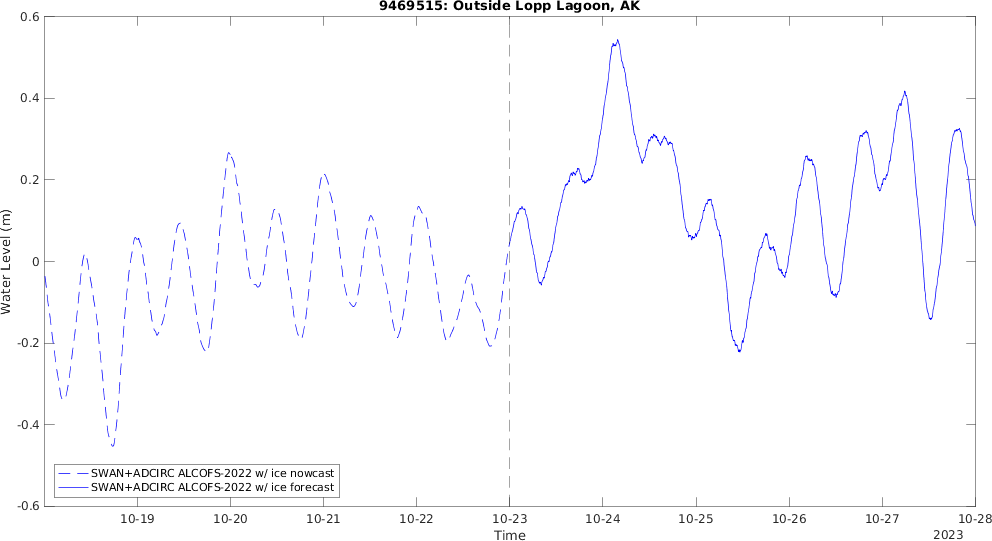 9469515: Outside Lopp Lagoon, AK
0.6
0.4
0.2
0
-0.2
-0.4
-0.6
Water Level (m)
SWAN+ADCIRC ALCOFS-2022 w/ ice nowcast
SWAN+ADCIRC ALCOFS-2022 w/ ice forecast
10-19 10-20 10-21 10-22 10-23 10-24 10-25 10-26 10-27 10-28
Time
2023